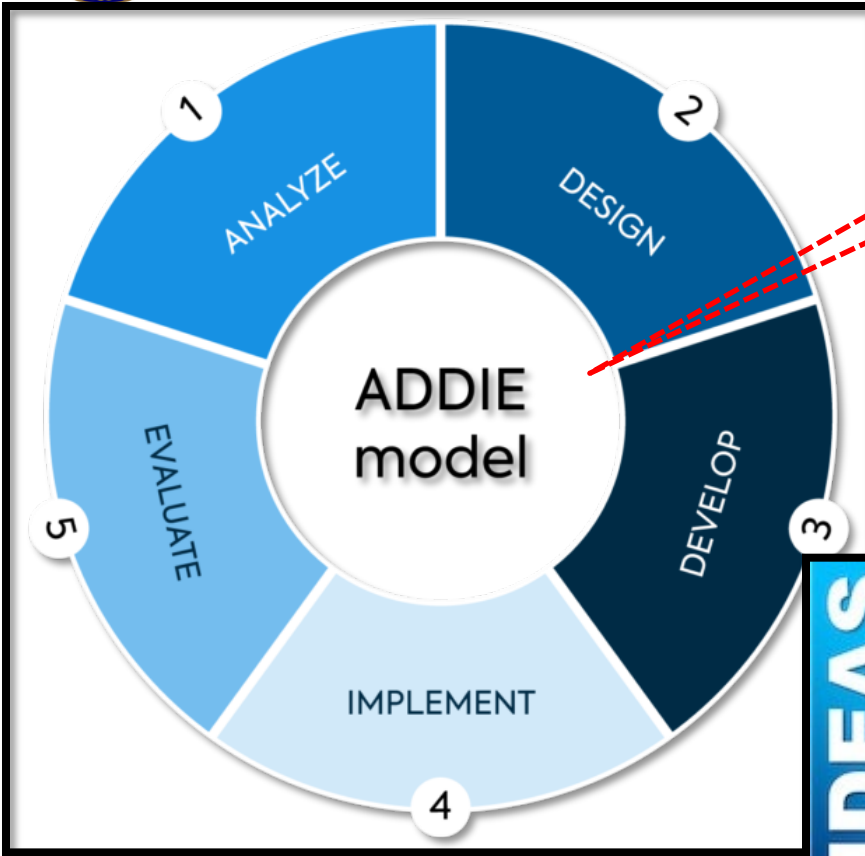 1
ANALYZE
2
DESIGN
3
DEVELOP
4
IMPLEMENT
5
EVALUATE
ADDIE
model
IDEAS